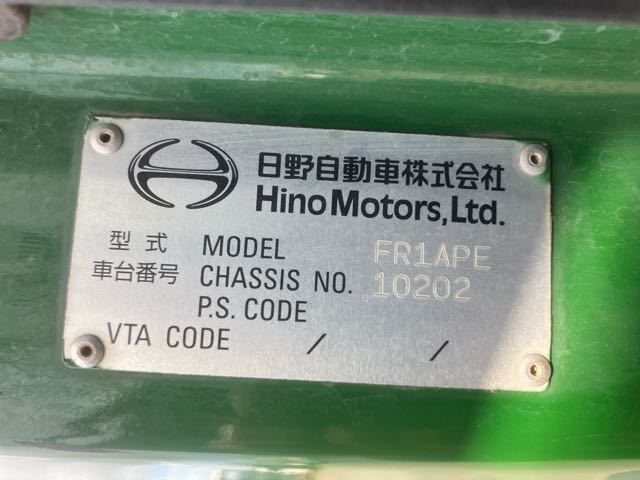 日野自動車株式会社
Hino Motors, Ltd.
型式 MODEL FR1APE
車台番号 CHASSIS NO. 10202
P.S. CODE
VTA CODE / /